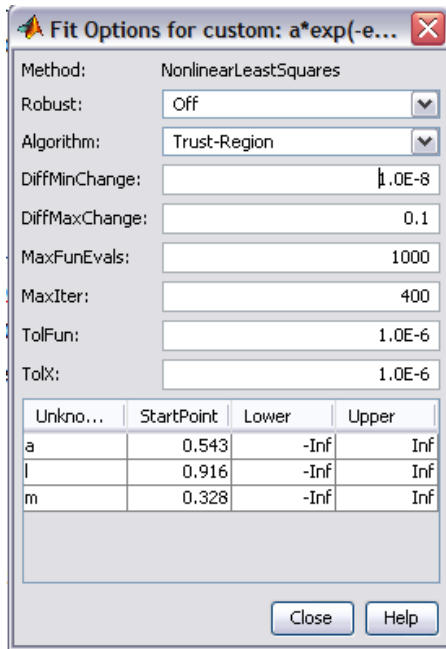 Fit Options for custom: a*exp(-e...
Method: NonlinearLeastSquares
Robust: Off
Algorithm: Trust-Region
DiffMinChange: 1.0E-8
DiffMaxChange: 0.1
MaxFunEvals: 1000
MaxIter: 400
TolFun: 1.0E-6
TolX: 1.0E-6
Unkno... StartPoint Lower Upper
a 0.543 -Inf Inf
l 0.916 -Inf Inf
m 0.328 -Inf Inf
Close Help